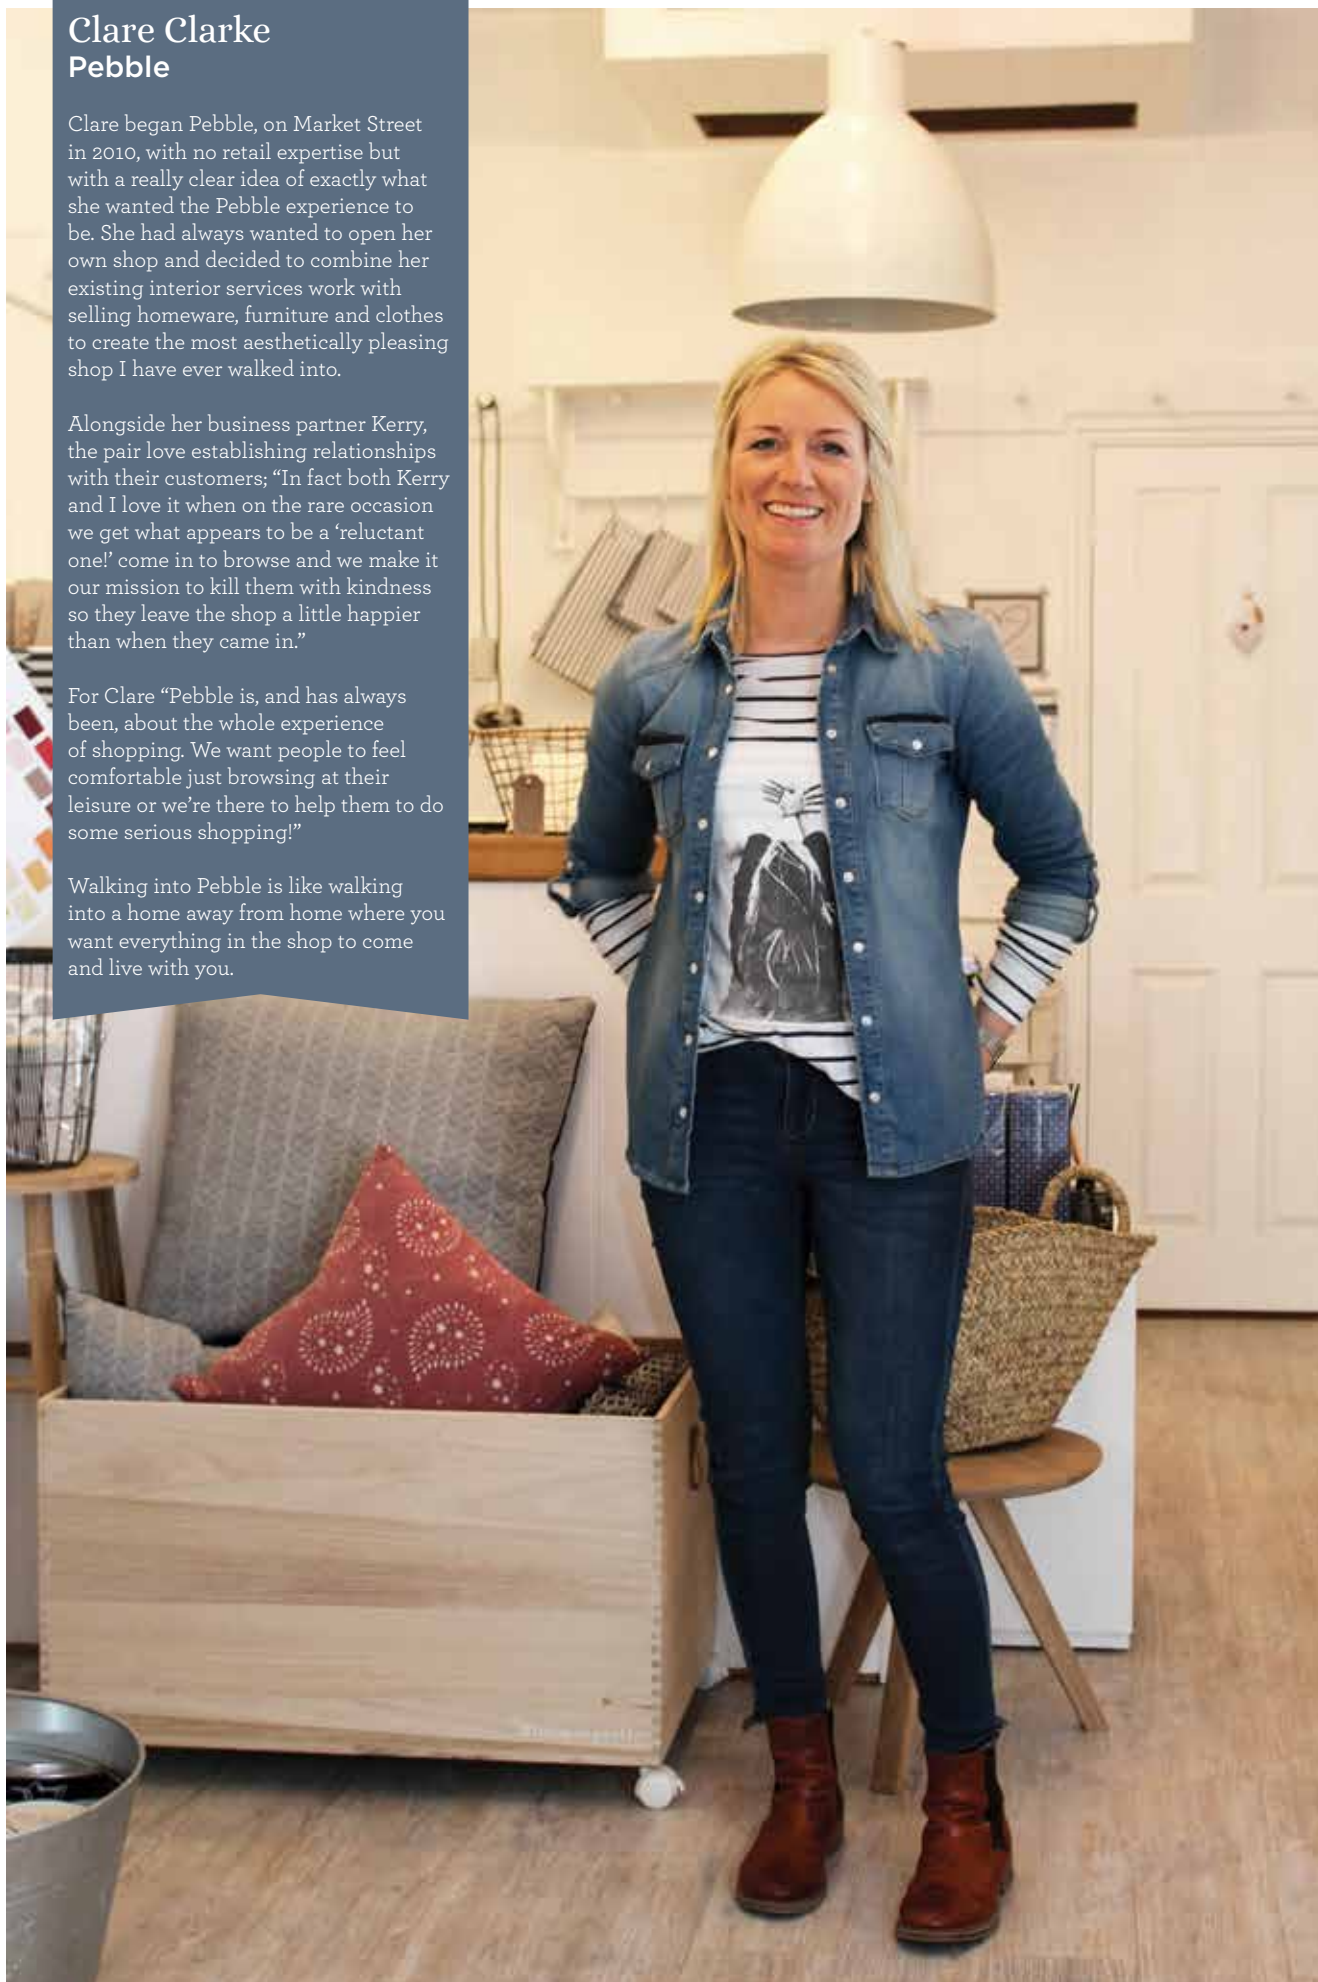 Clare Clarke
Pebble
Clare began Pebble, on Market Street
in 2010, with no retail expertise but
with a really clear idea of exactly what
she wanted the Pebble experience to
be. She had always wanted to open her
own shop and decided to combine her
existing interior services work with
selling homeware, furniture and clothes
to create the most aesthetically pleasing
shop I have ever walked into.
Alongside her business partner Kerry,
the pair love establishing relationships
with their customers; “In fact both Kerry
and I love it when on the rare occasion
we get what appears to be a ‘reluctant
one!’ come in to browse and we make it
our mission to kill them with kindness
so they leave the shop a little happier
than when they came in.”
For Clare “Pebble is, and has always
been, about the whole experience
of shopping. We want people to feel
comfortable just browsing at their
leisure or we’re there to help them to do
some serious shopping!”
Walking into Pebble is like walking
into a home away from home where you
want everything in the shop to come
and live with you.